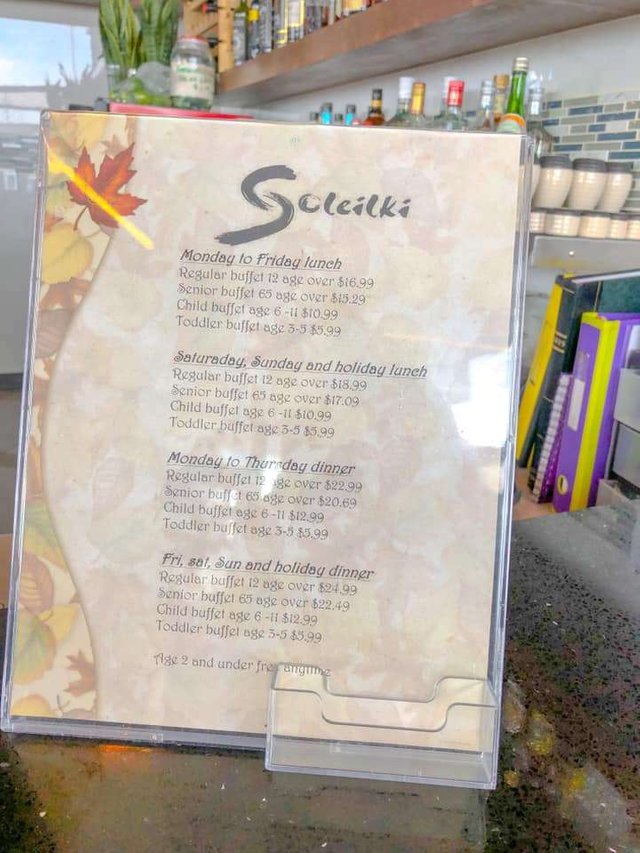 Soleilki
Monday to Friday lunch
Regular buffet 12 age over $16.99
Senior buffet 65 age over $15.29
Child buffet age 6 -11 $10.99
Toddler buffet age 3-5 $5.99
Saturaday, Sunday and holiday lunch
Regular buffet 12 age over $18.99
Senior buffet 65 age over $17.09
Child buffet age 6 -11 $10.99
Toddler buffet age 3-5 $5.99
Monday to Thursday dinner
Regular buffet 12 age over $22.99
Senior buffet 65 age over $20.69
Child buffet age 6 -11 $12.99
Toddler buffet age 3-5 $5.99
Fri, sat, Sun and holiday dinner
Regular buffet 12 age over $24.99
Senior buffet 65 age over $22.49
Child buffet age 6 -11 $12.99
Toddler buffet age 3-5 $5.99
Age 2 and under free anytime